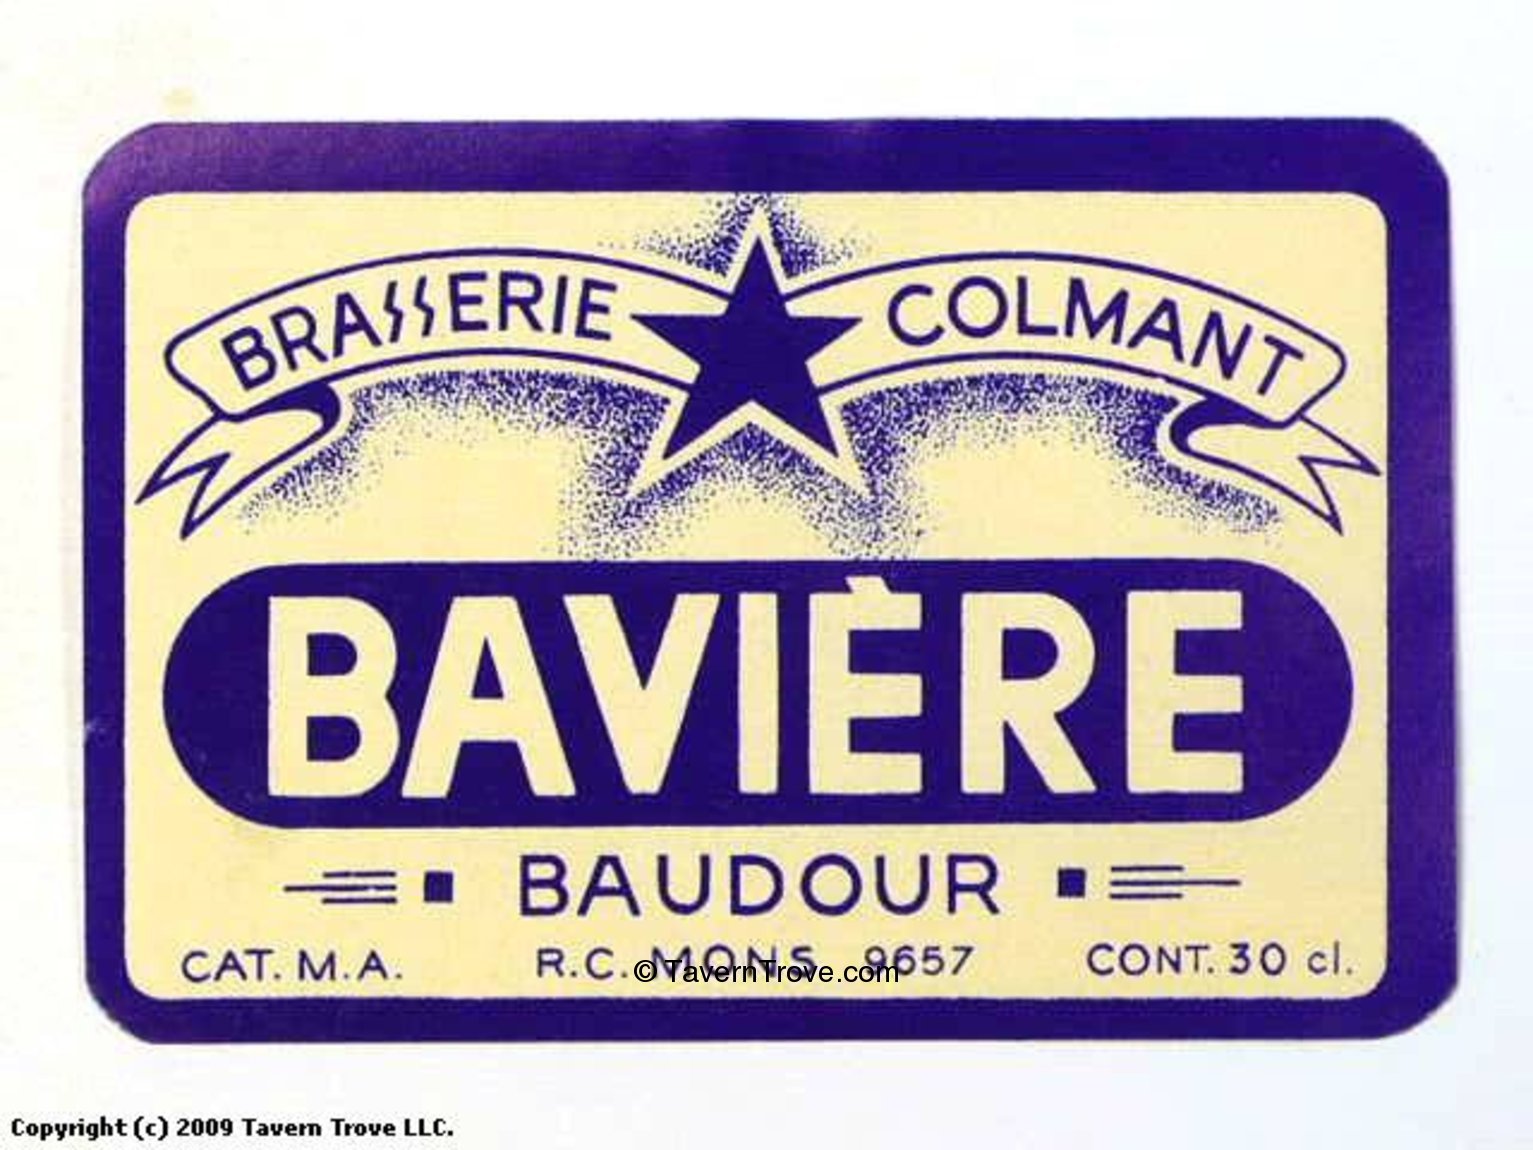 BRASSERIE COLMANT
BAVIÈRE
BAUDOUR
CAT. M.A. R.C. MONS 9657 CONT. 30 cl.
© TavernTrove.com
Copyright (c) 2009 Tavern Trove LLC.